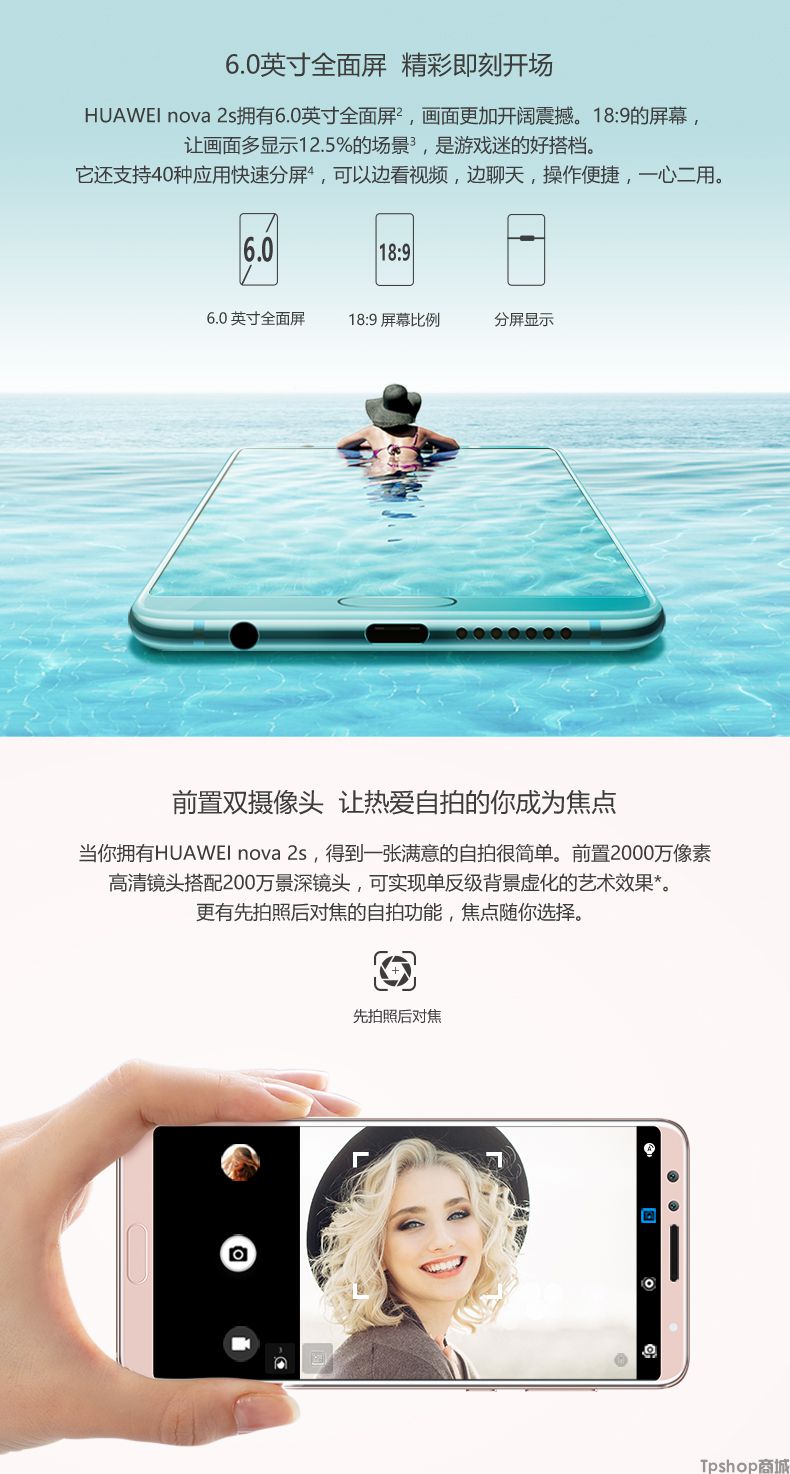 6.0英寸全面屏 精彩即刻开场
HUAWEI nova 2s拥有6.0英寸全面屏²，画面更加开阔震撼。18:9的屏幕，
让画面多显示12.5%的场景³，是游戏迷的好搭档。
它还支持40种应用快速分屏⁴，可以边看视频，边聊天，操作便捷，一心二用。
6.0
18:9
6.0 英寸全面屏
18:9 屏幕比例
分屏显示
前置双摄像头 让热爱自拍的你成为焦点
当你拥有HUAWEI nova 2s，得到一张满意的自拍很简单。前置2000万像素
高清镜头搭配200万景深镜头，可实现单反级背景虚化的艺术效果*。
更有先拍照后对焦的自拍功能，焦点随你选择。
先拍照后对焦
Tpshop商城